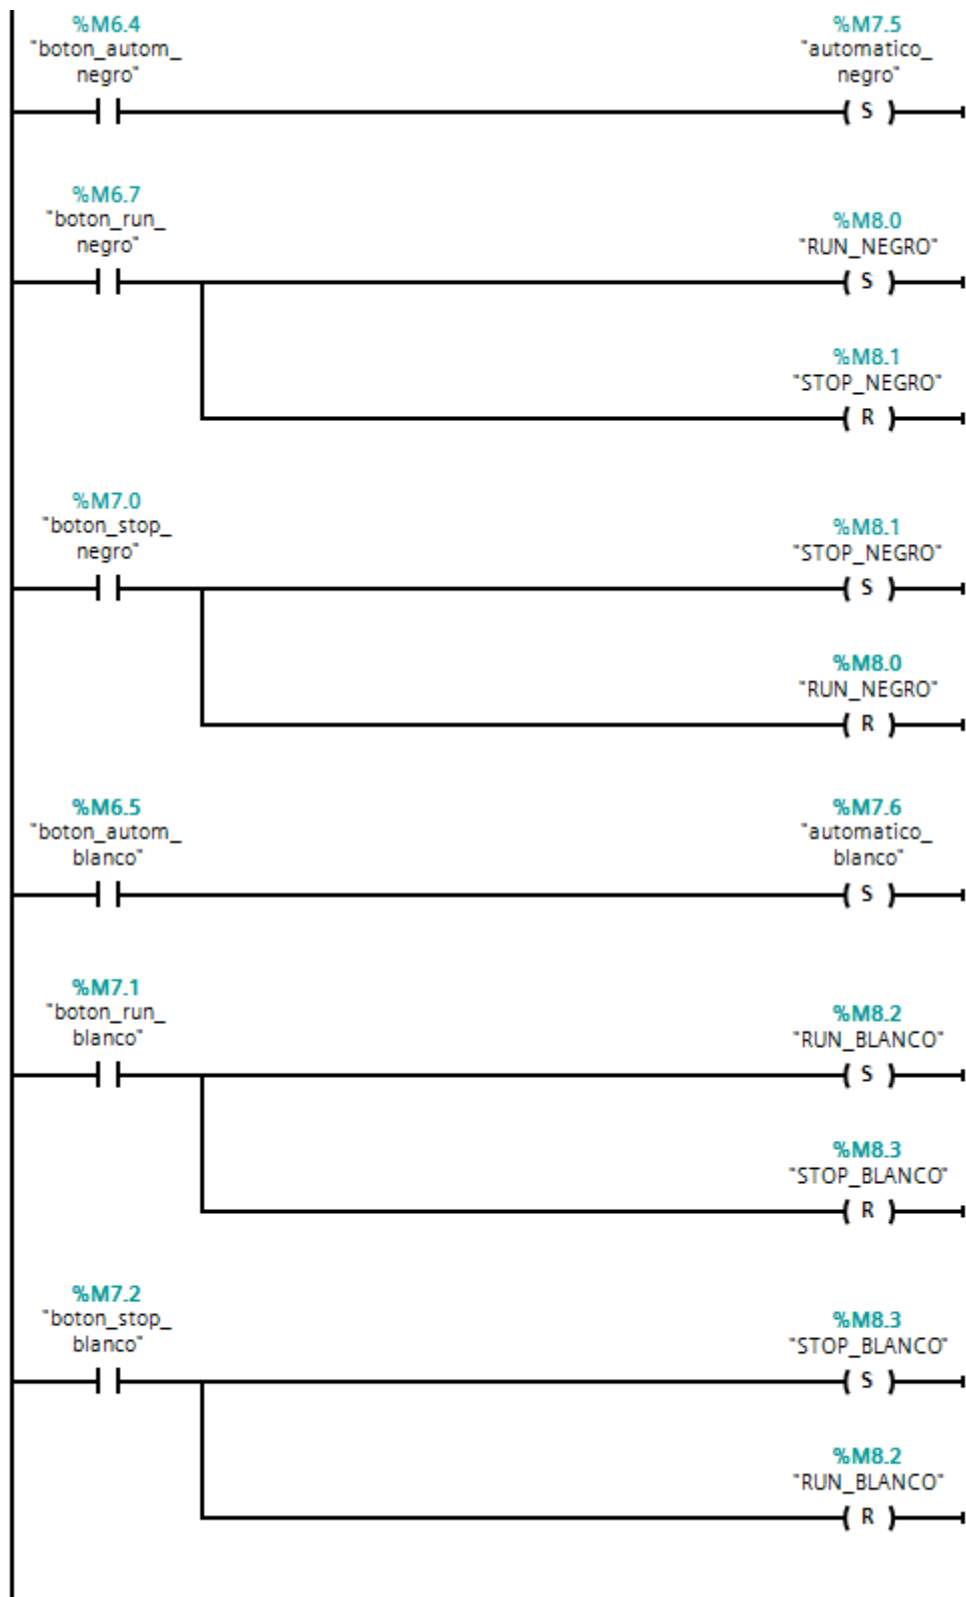 %M6.4
"boton_autom_
negro"
%M7.5
"automatico_
negro"
( S )
%M6.7
"boton_run_
negro"
%M8.0
"RUN_NEGRO"
( S )
%M8.1
"STOP_NEGRO"
( R )
%M7.0
"boton_stop_
negro"
%M8.1
"STOP_NEGRO"
( S )
%M8.0
"RUN_NEGRO"
( R )
%M6.5
"boton_autom_
blanco"
%M7.6
"automatico_
blanco"
( S )
%M7.1
"boton_run_
blanco"
%M8.2
"RUN_BLANCO"
( S )
%M8.3
"STOP_BLANCO"
( R )
%M7.2
"boton_stop_
blanco"
%M8.3
"STOP_BLANCO"
( S )
%M8.2
"RUN_BLANCO"
( R )